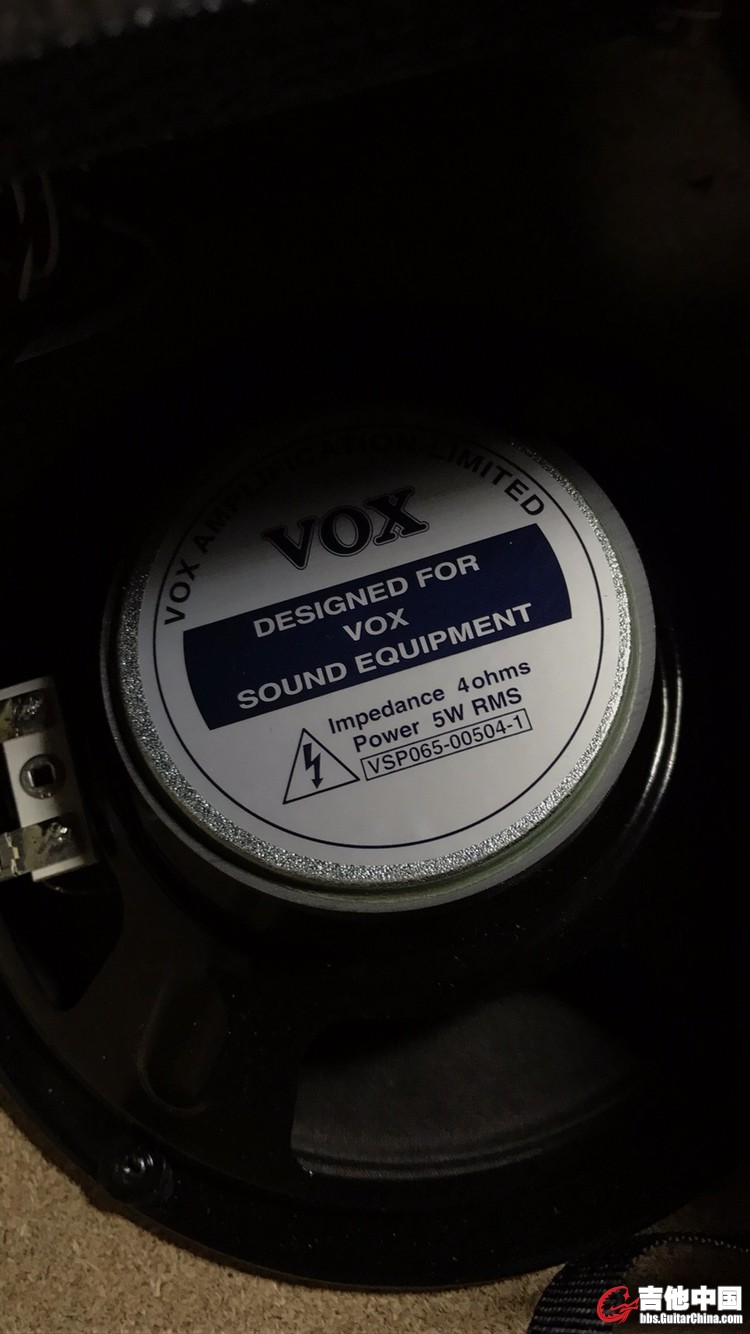 VOX AMPLIFICATION LIMITED
VOX
DESIGNED FOR
VOX
SOUND EQUIPMENT
Impedance 4ohms
Power 5W RMS
VSP065-00504-1
吉他中国
bbs.GuitarChina.com